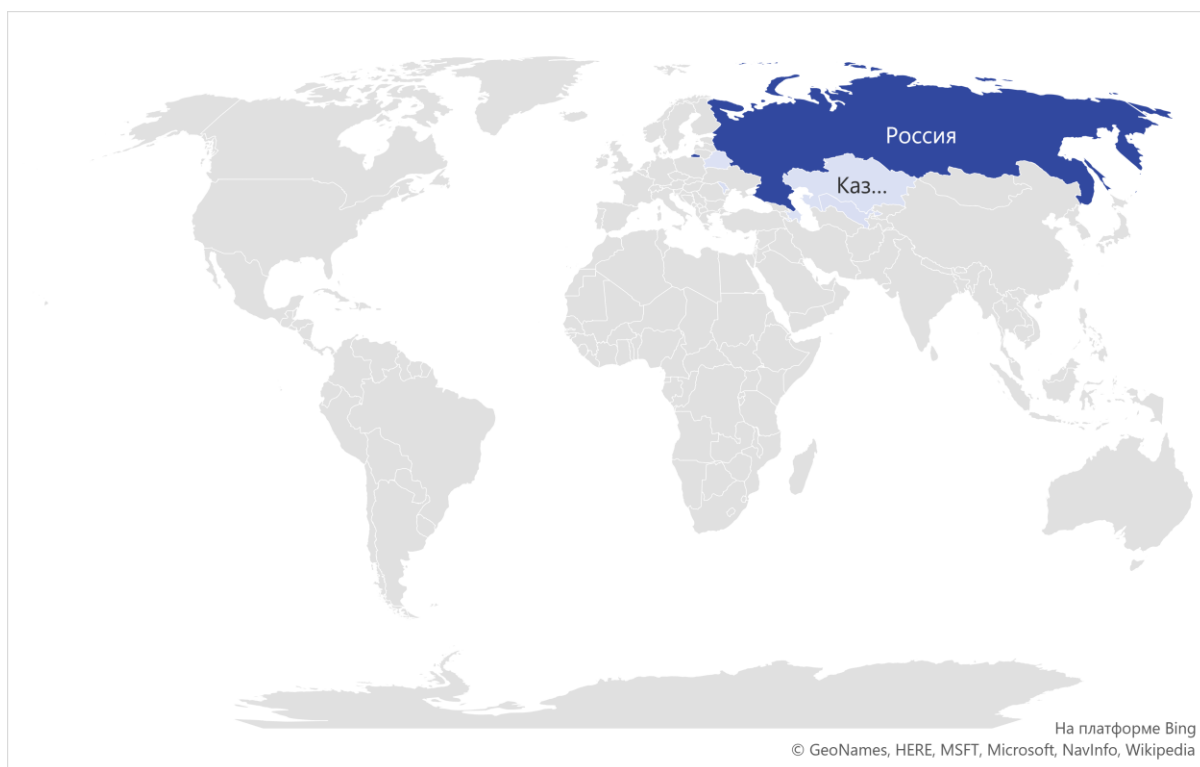 Россия
Каз...
На платформе Bing
© GeoNames, HERE, MSFT, Microsoft, NavInfo, Wikipedia